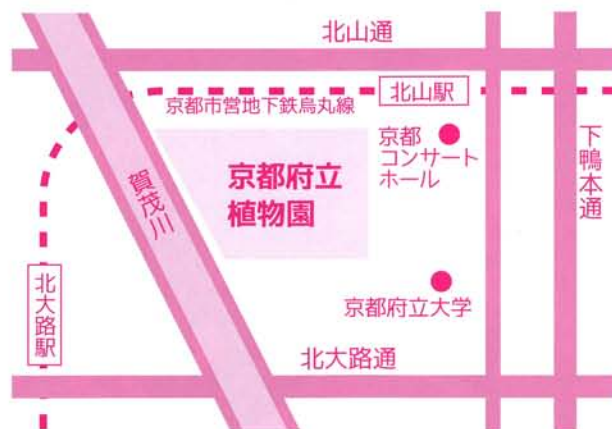 北山通
北山駅
京都市営地下鉄烏丸線
京都
コンサート
ホール
下鴨本通
京都府立
植物園
賀茂川
北大路駅
京都府立大学
北大路通